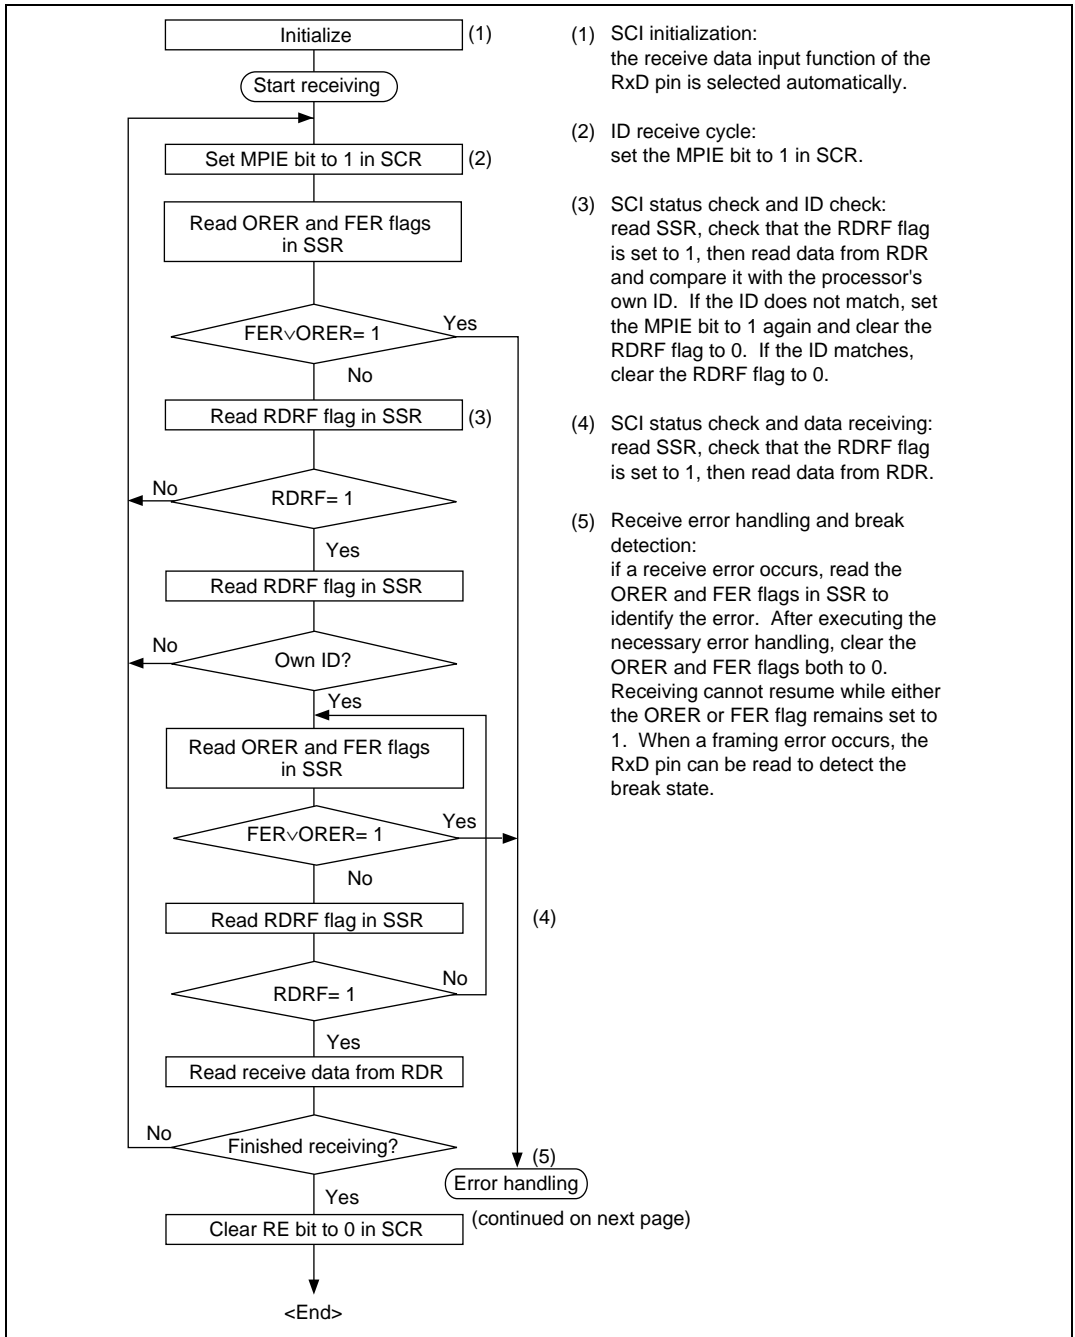 Initialize
(1)
Start receiving
Set MPIE bit to 1 in SCR
(2)
Read ORER and FER flags
in SSR
FER∨ORER= 1
Yes
No
Read RDRF flag in SSR
(3)
No
RDRF= 1
Yes
Read RDRF flag in SSR
No
Own ID?
Yes
Read ORER and FER flags
in SSR
FER∨ORER= 1
Yes
No
Read RDRF flag in SSR
(4)
RDRF= 1
No
Yes
Read receive data from RDR
No
Finished receiving?
(5)
Error handling
Yes
(continued on next page)
Clear RE bit to 0 in SCR
<End>
(1) SCI initialization:
the receive data input function of the
RxD pin is selected automatically.
(2) ID receive cycle:
set the MPIE bit to 1 in SCR.
(3) SCI status check and ID check:
read SSR, check that the RDRF flag
is set to 1, then read data from RDR
and compare it with the processor's
own ID. If the ID does not match, set
the MPIE bit to 1 again and clear the
RDRF flag to 0. If the ID matches,
clear the RDRF flag to 0.
(4) SCI status check and data receiving:
read SSR, check that the RDRF flag
is set to 1, then read data from RDR.
(5) Receive error handling and break
detection:
if a receive error occurs, read the
ORER and FER flags in SSR to
identify the error. After executing the
necessary error handling, clear the
ORER and FER flags both to 0.
Receiving cannot resume while either
the ORER or FER flag remains set to
1. When a framing error occurs, the
RxD pin can be read to detect the
break state.